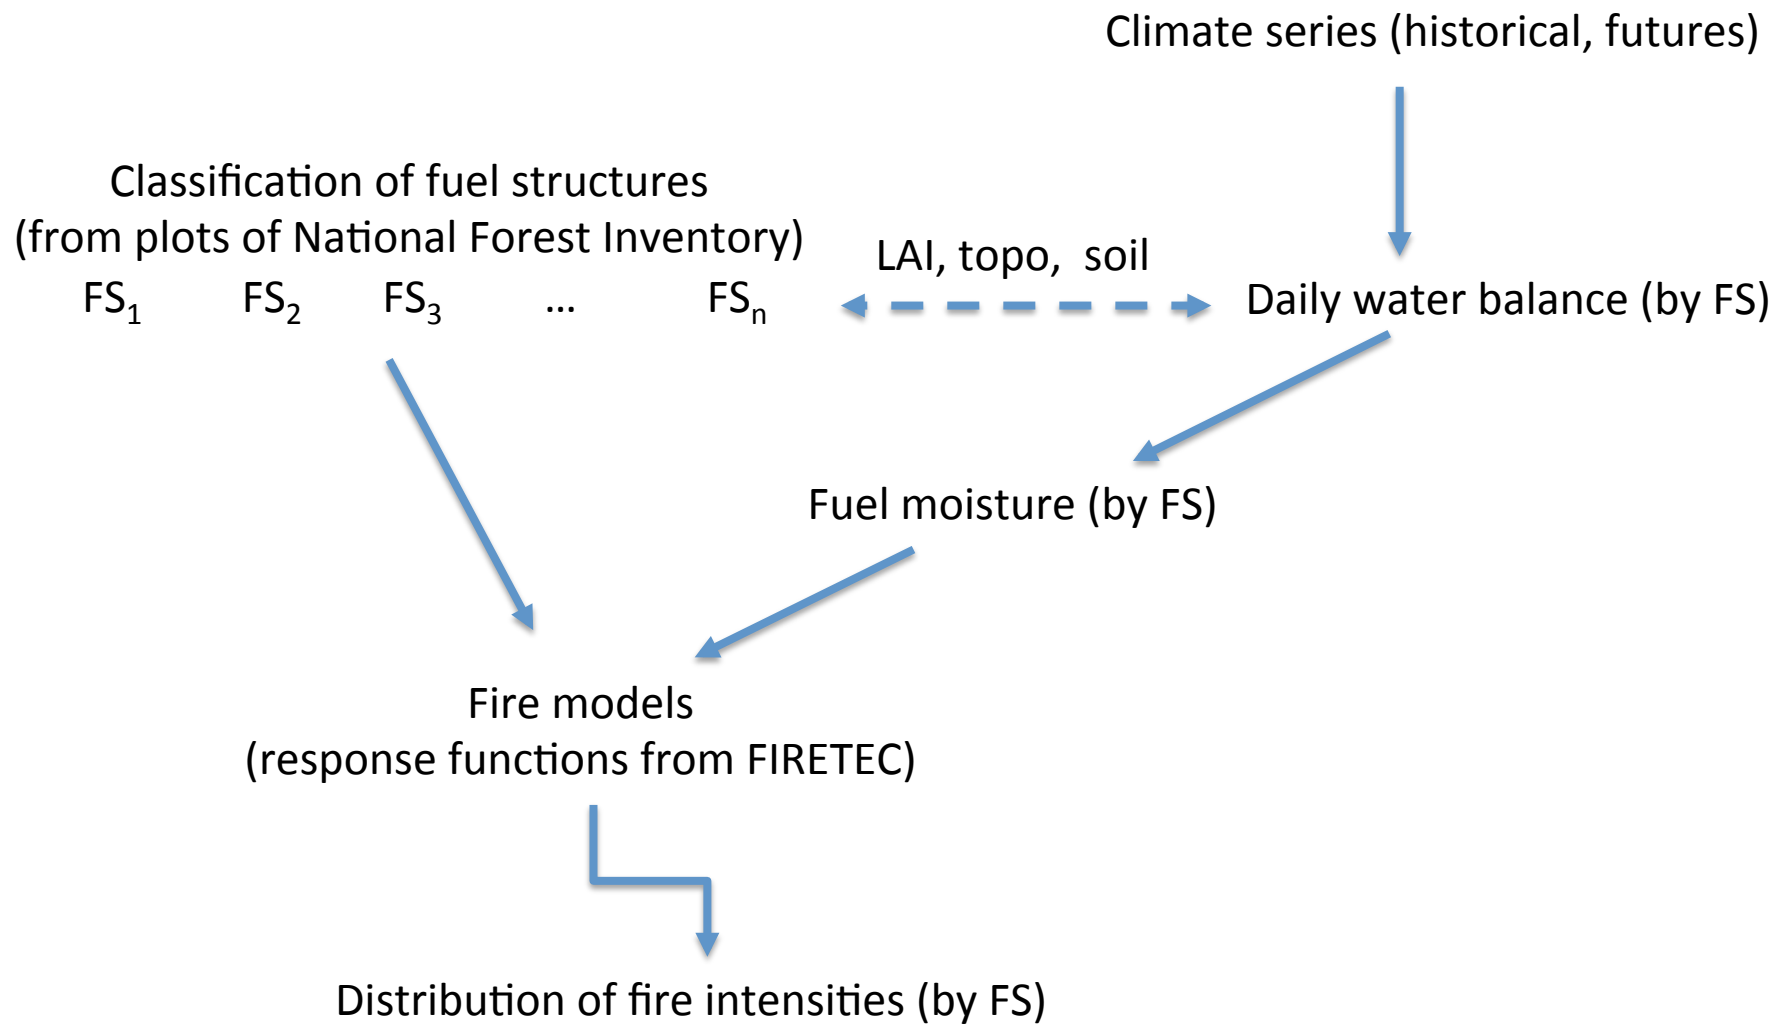 Climate series (historical, futures)
Classification of fuel structures
(from plots of National Forest Inventory)
LAI, topo, soil
FS₁ FS₂ FS₃ … FSₙ
Daily water balance (by FS)
Fuel moisture (by FS)
Fire models
(response functions from FIRETEC)
Distribution of fire intensities (by FS)